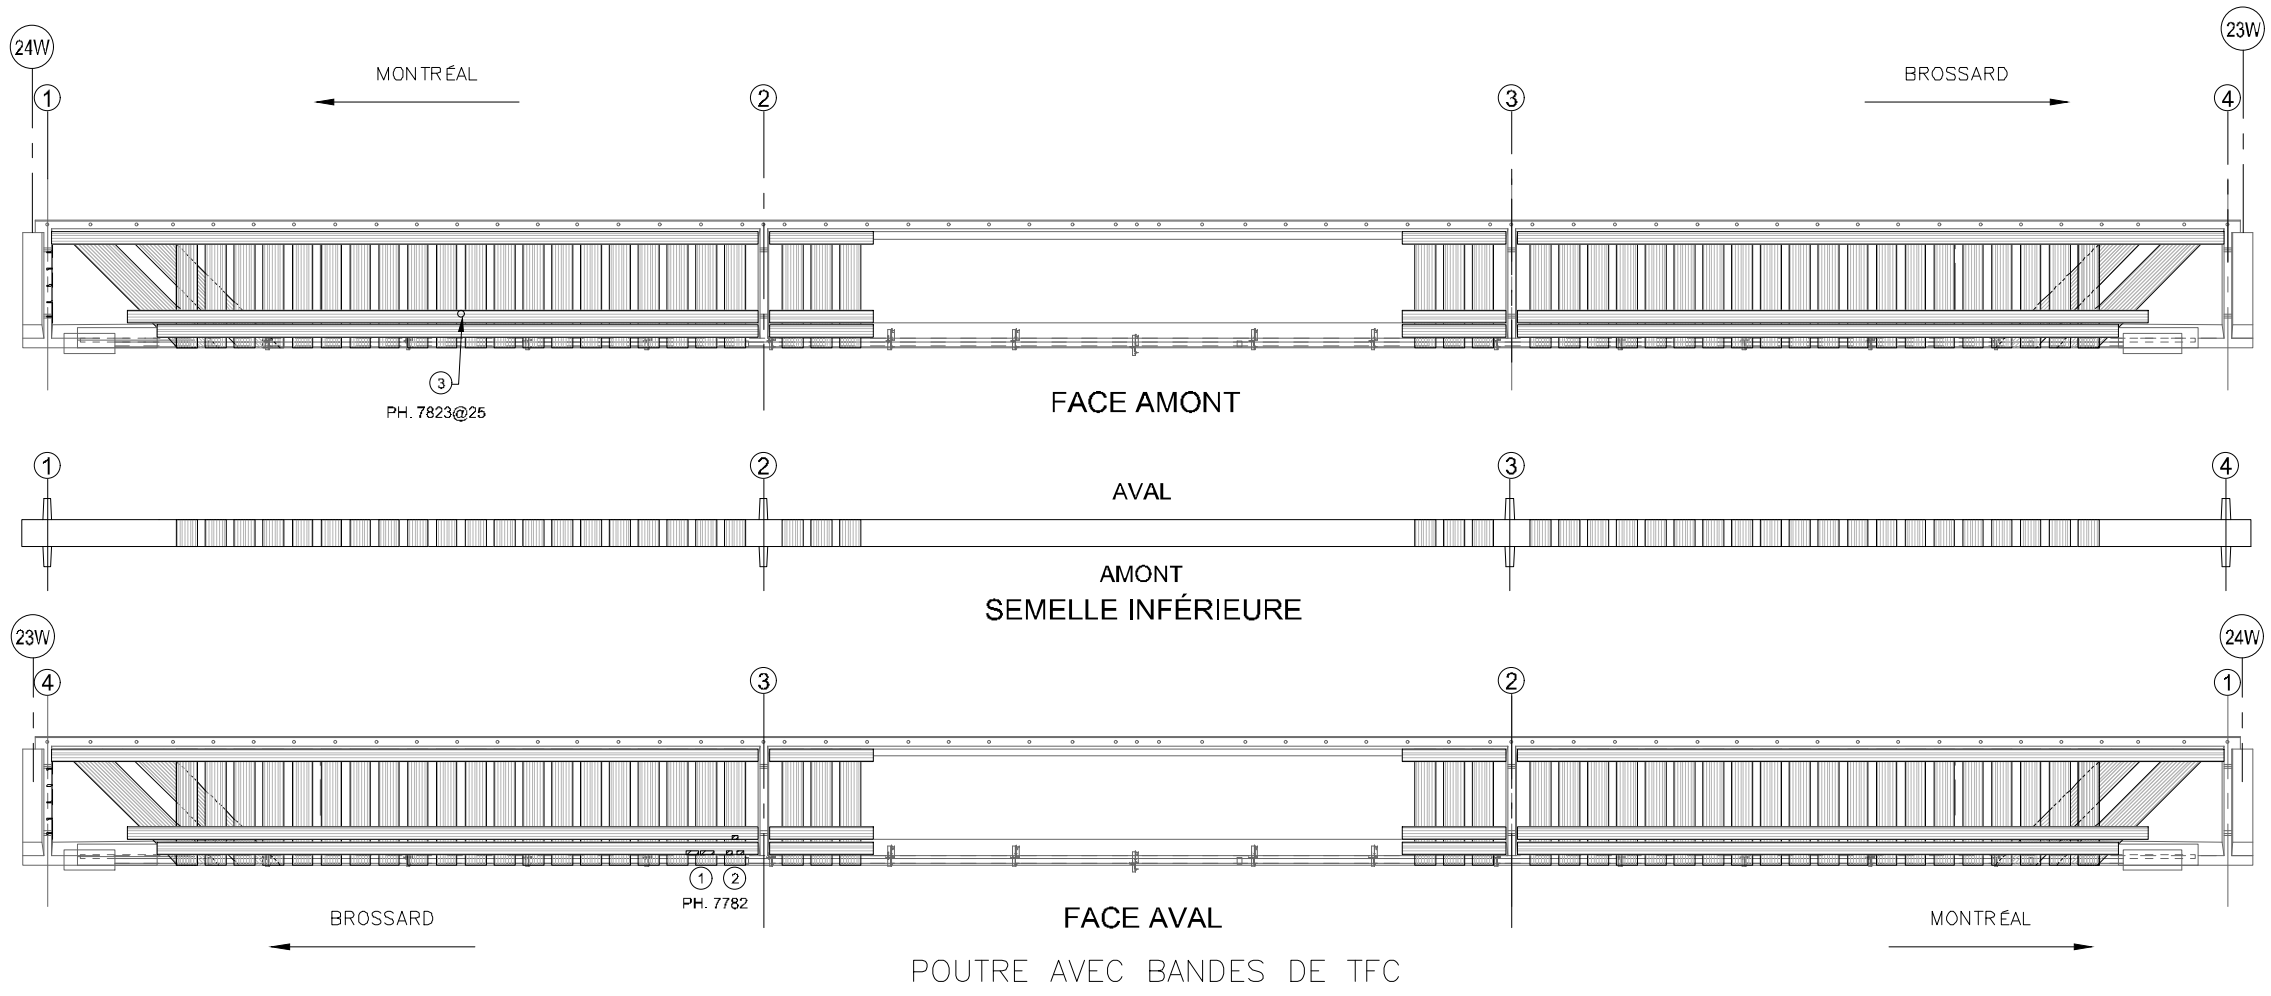 24W
23W
MONTRÉAL
BROSSARD
1
2
3
4
3
PH. 7823@25
FACE AMONT
1
2
3
4
AVAL
AMONT
SEMELLE INFÉRIEURE
23W
24W
4
3
2
1
1
2
PH. 7782
BROSSARD
FACE AVAL
MONTRÉAL
POUTRE AVEC BANDES DE TFC